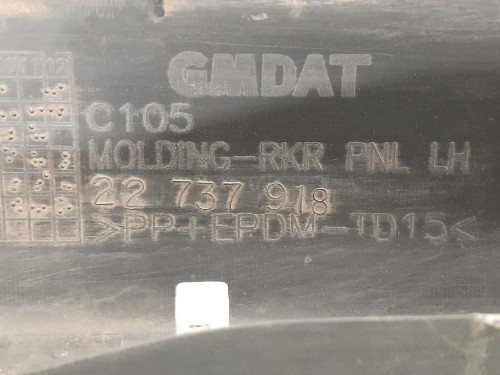 GMDAT
C105
MOLDING-RKR PNL LH
22 737 918
>PP+EPDM-TD15<